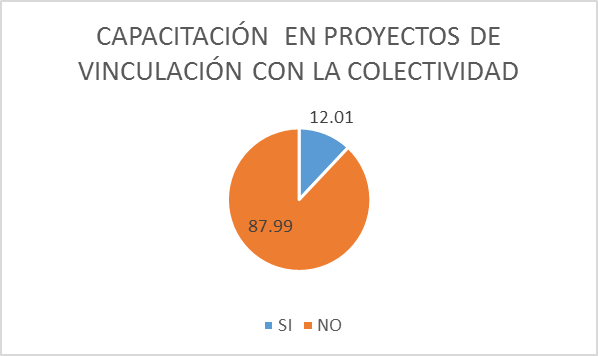 CAPACITACIÓN EN PROYECTOS DE
VINCULACIÓN CON LA COLECTIVIDAD
12.01
87.99
SI NO